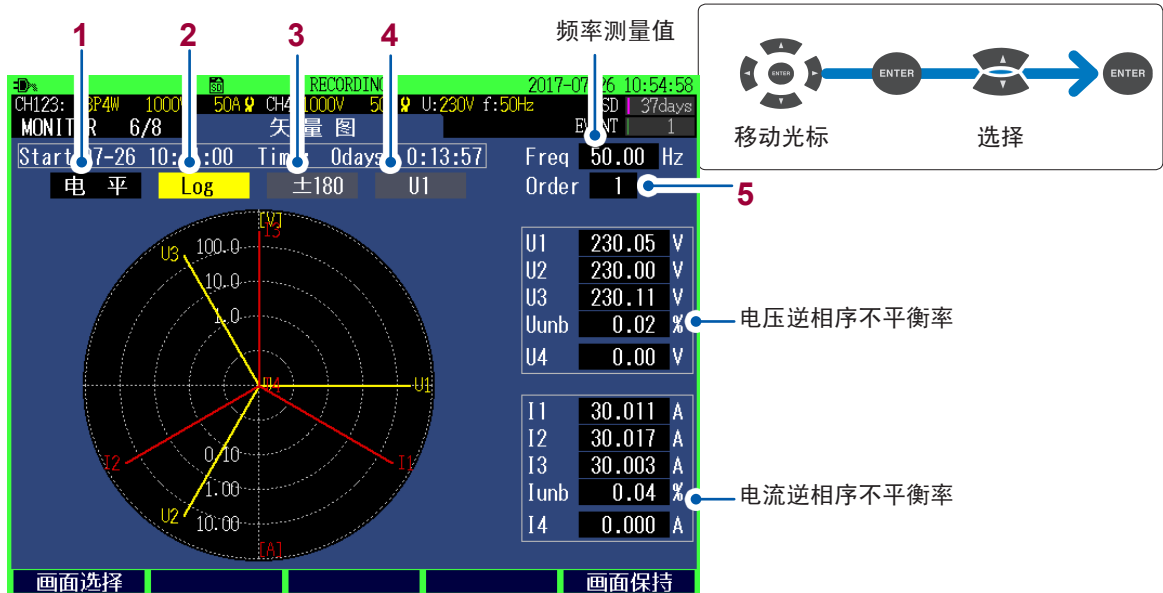 1
2
3
4
频率测量值
ENTER
ENTER
ENTER
移动光标
选择
SD
RECORDING
2017-07-26 10:54:58
CH123: 3P4W 1000V 50A CH4 1000V 50 U:230V f:50Hz
SD 37days
MONITOR 6/8
矢量图
EVENT 1
Start 07-26 10: :00 Time 0days 0:13:57
Freq 50.00 Hz
电 平
Log
±180
U1
Order 1
5
[V]
I3
U3
100.0
10.0
1.0
U4
U1
I2
I1
0.10
1.00
10.00
U2
[A]
U1 230.05 V
U2 230.00 V
U3 230.11 V
Uunb 0.02 %
电压逆相序不平衡率
U4 0.00 V
I1 30.011 A
I2 30.017 A
I3 30.003 A
Iunb 0.04 %
电流逆相序不平衡率
I4 0.000 A
画面选择
画面保持